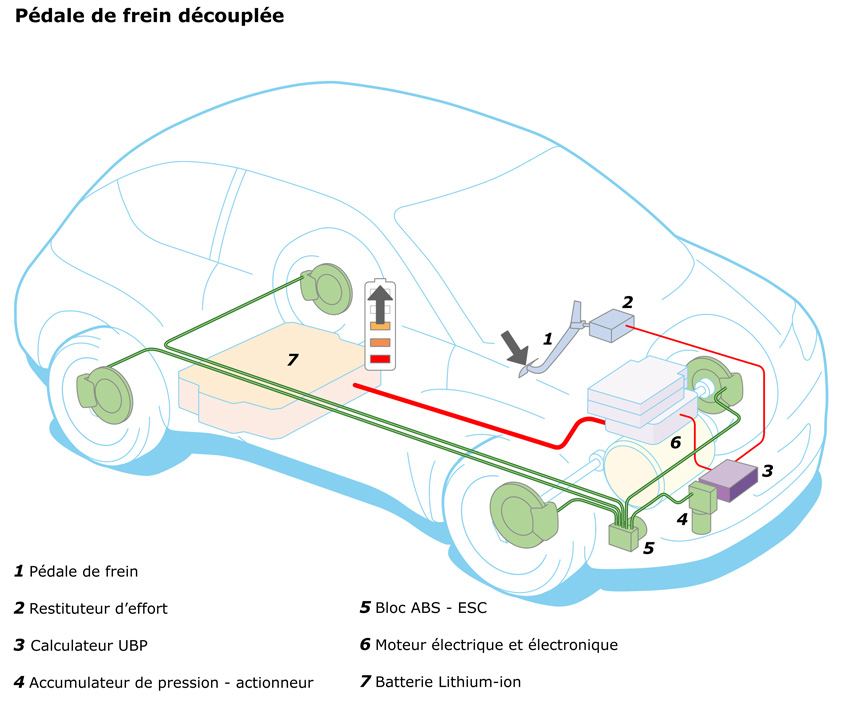 Pédale de frein découplée
1
2
7
6
3
4
5
1 Pédale de frein
2 Restituteur d’effort
3 Calculateur UBP
4 Accumulateur de pression - actionneur
5 Bloc ABS - ESC
6 Moteur électrique et électronique
7 Batterie Lithium-ion